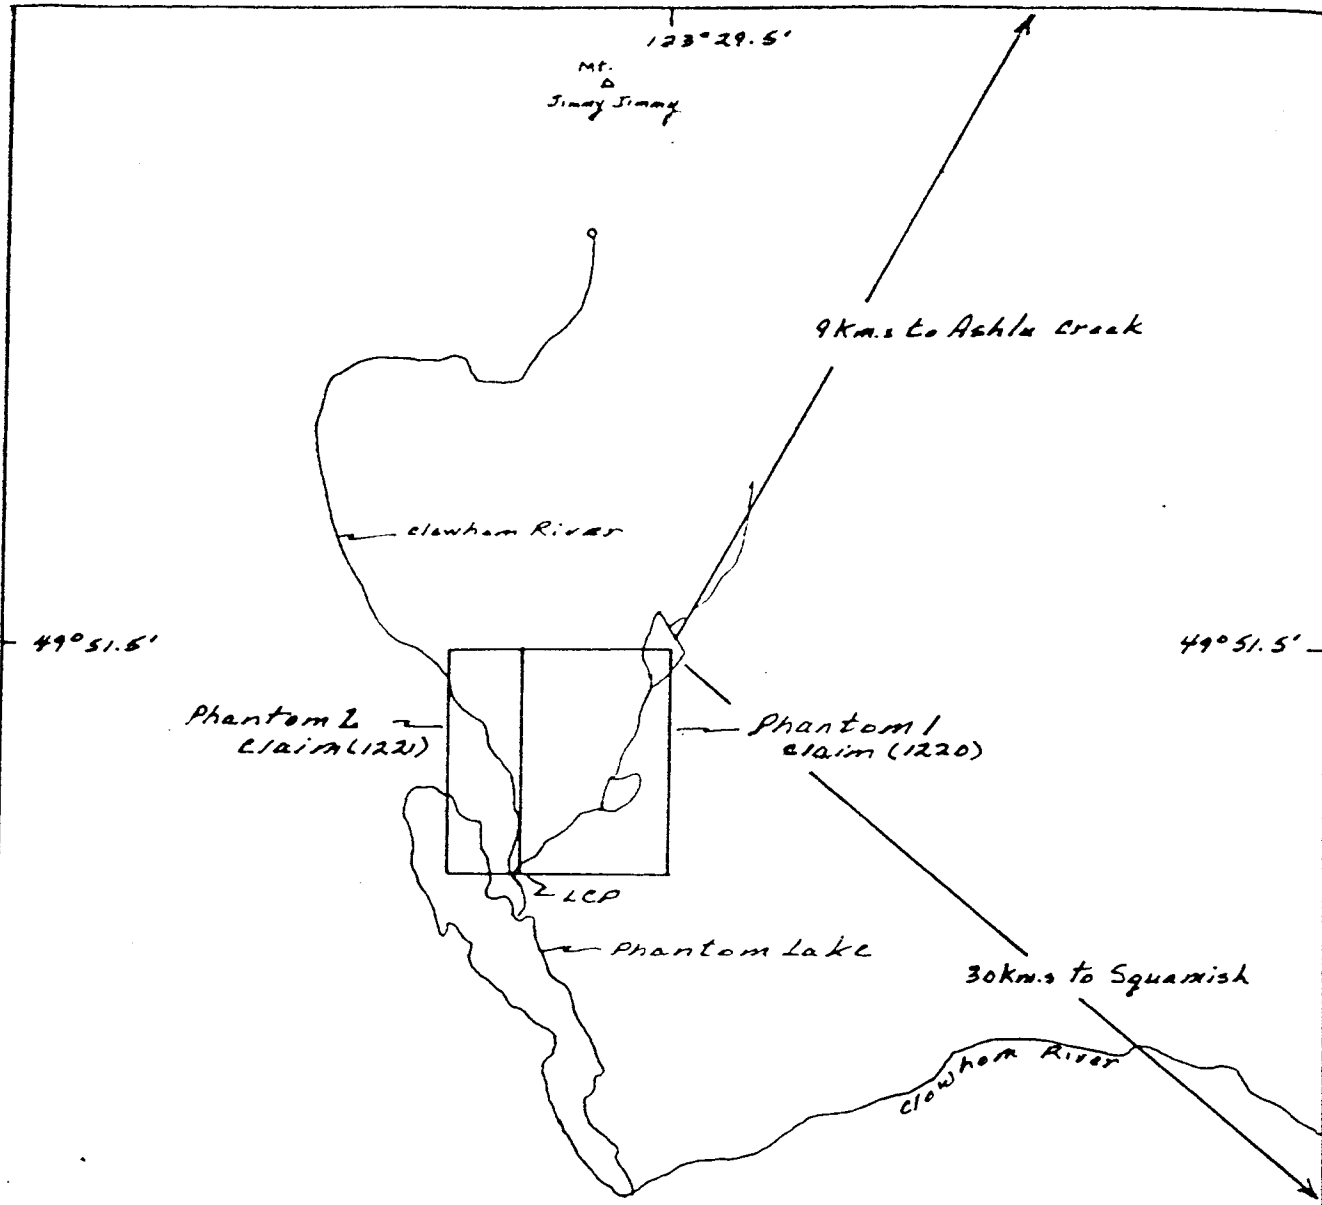 123° 29.5'
Mt.
Jimmy Jimmy
9 Km.s to Ashlu Creek
Clowhom River
49° 51.5'
49° 51.5'
Phantom 2
Claim (1221)
Phantom 1
Claim (1220)
LCP
Phantom Lake
30 Km.s to Squamish
Clowhom River